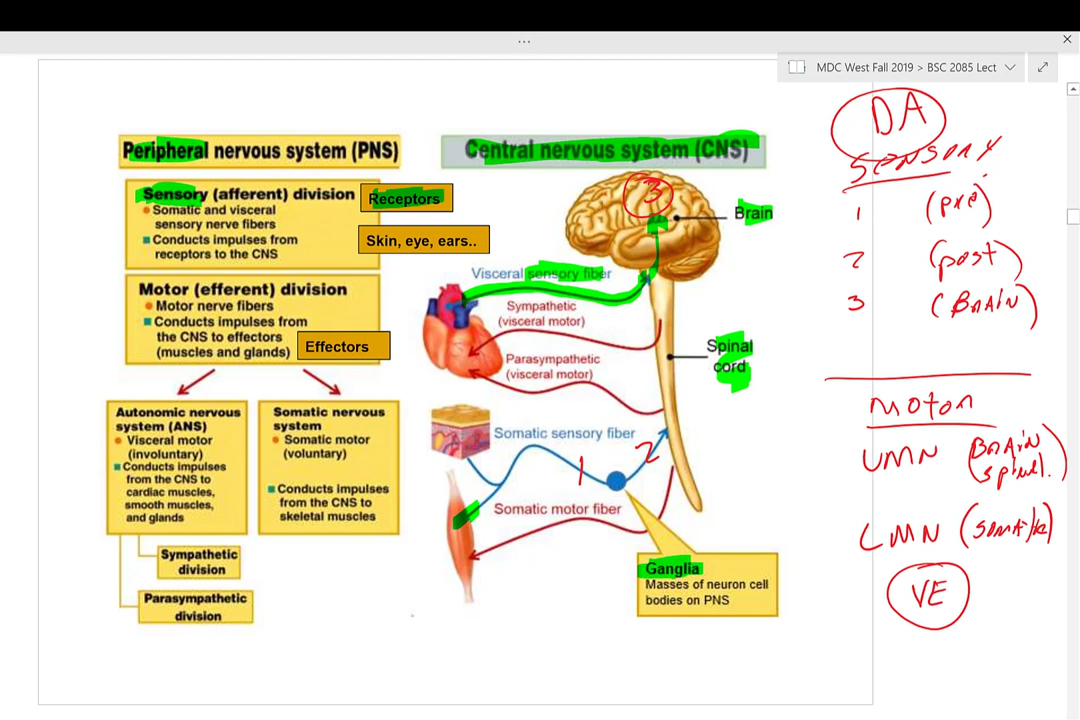 MDC West Fall 2019 > BSC 2085 Lect
Peripheral nervous system (PNS)
Central nervous system (CNS)
Sensory (afferent) division
Somatic and visceral
sensory nerve fibers
Conducts impulses from
receptors to the CNS
Receptors
Skin, eye, ears..
Motor (efferent) division
Motor nerve fibers
Conducts impulses from
the CNS to effectors
(muscles and glands)
Effectors
Autonomic nervous
system (ANS)
Visceral motor
(involuntary)
Conducts impulses
from the CNS to
cardiac muscles,
smooth muscles,
and glands
Somatic nervous
system
Somatic motor
(voluntary)
Conducts impulses
from the CNS to
skeletal muscles
Sympathetic
division
Parasympathetic
division
3
Brain
Visceral sensory fiber
Sympathetic
(visceral motor)
Parasympathetic
(visceral motor)
Spinal
cord
Somatic sensory fiber
1
2
Somatic motor fiber
Ganglia
Masses of neuron cell
bodies on PNS
DA
SENSORY
1 (pre)
2 (post)
3 (BRAIN)
Motor
UMN (BRAIN
spinal.)
LMN
VE